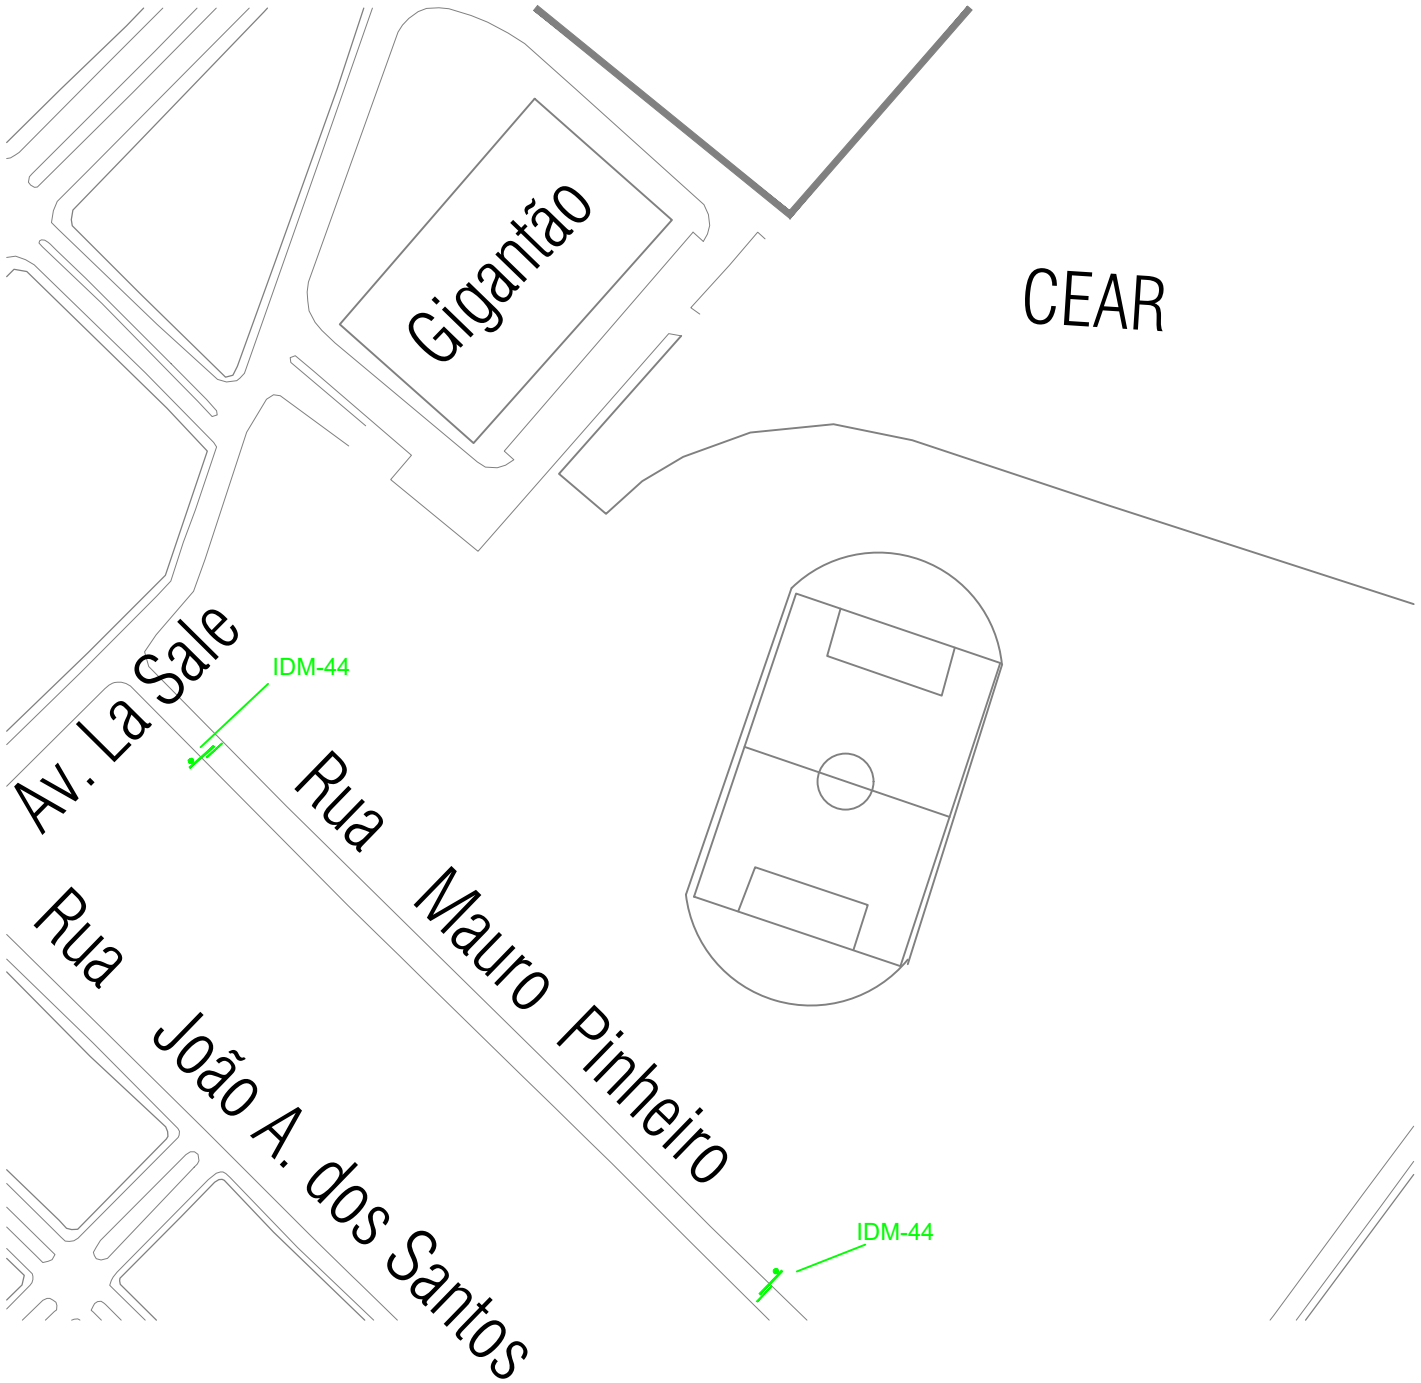 Gigantão
CEAR
Av. La Sale
IDM-44
Rua Mauro Pinheiro
Rua João A. dos Santos
IDM-44